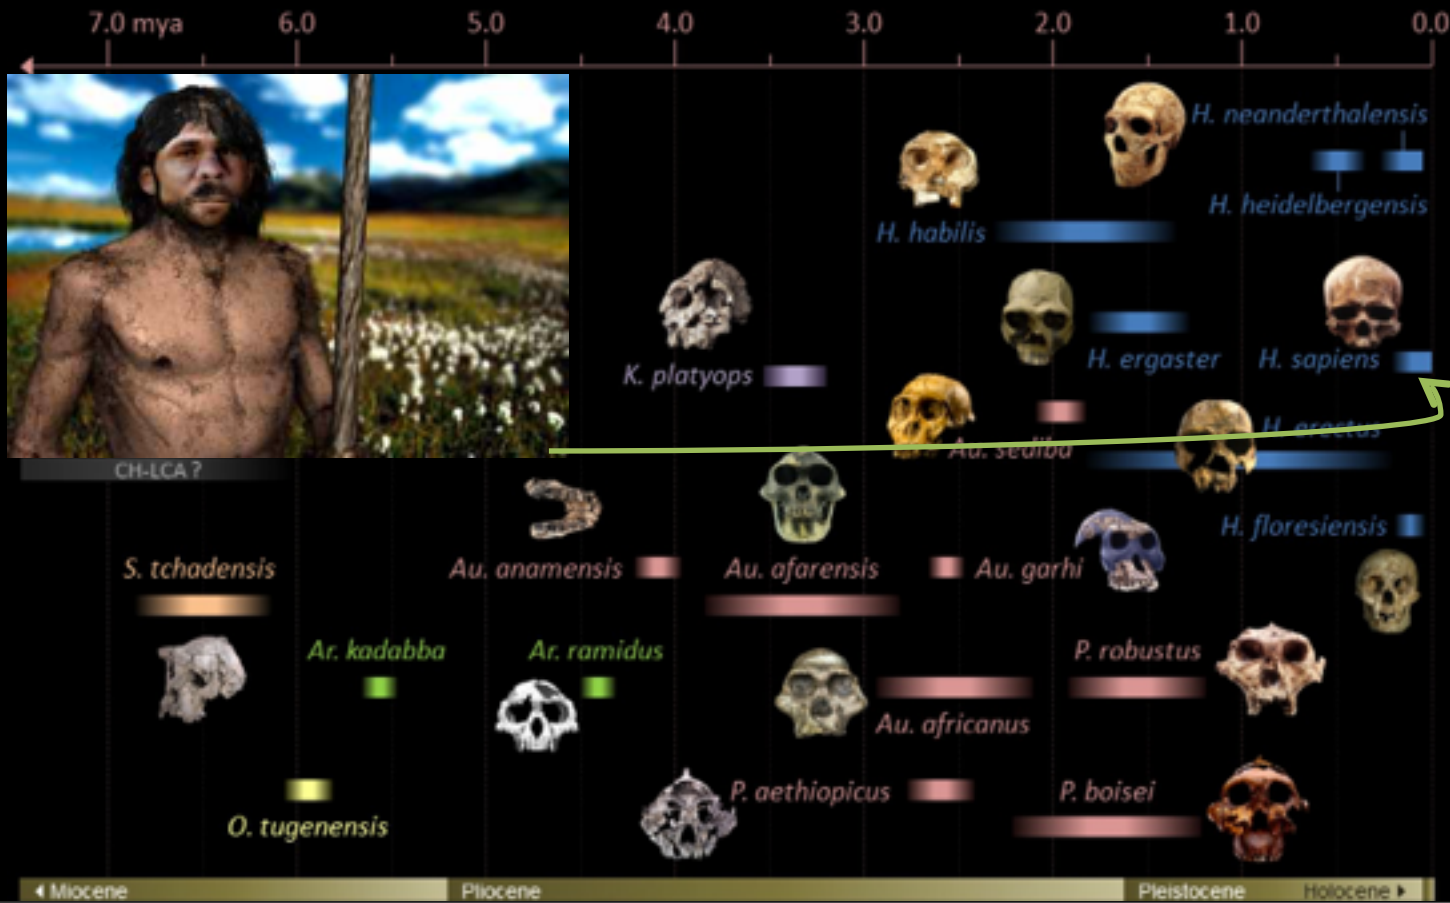 7.0 mya 6.0 5.0 4.0 3.0 2.0 1.0 0.0
H. neanderthalensis
H. heidelbergensis
H. habilis
H. ergaster
H. sapiens
K. platyops
H. erectus
Au. sediba
CH-LCA ?
H. floresiensis
S. tchadensis
Au. anamensis
Au. afarensis
Au. garhi
Ar. kadabba
Ar. ramidus
P. robustus
Au. africanus
P. aethiopicus
P. boisei
O. tugenensis
Miocene
Pliocene
Pleistocene
Holocene